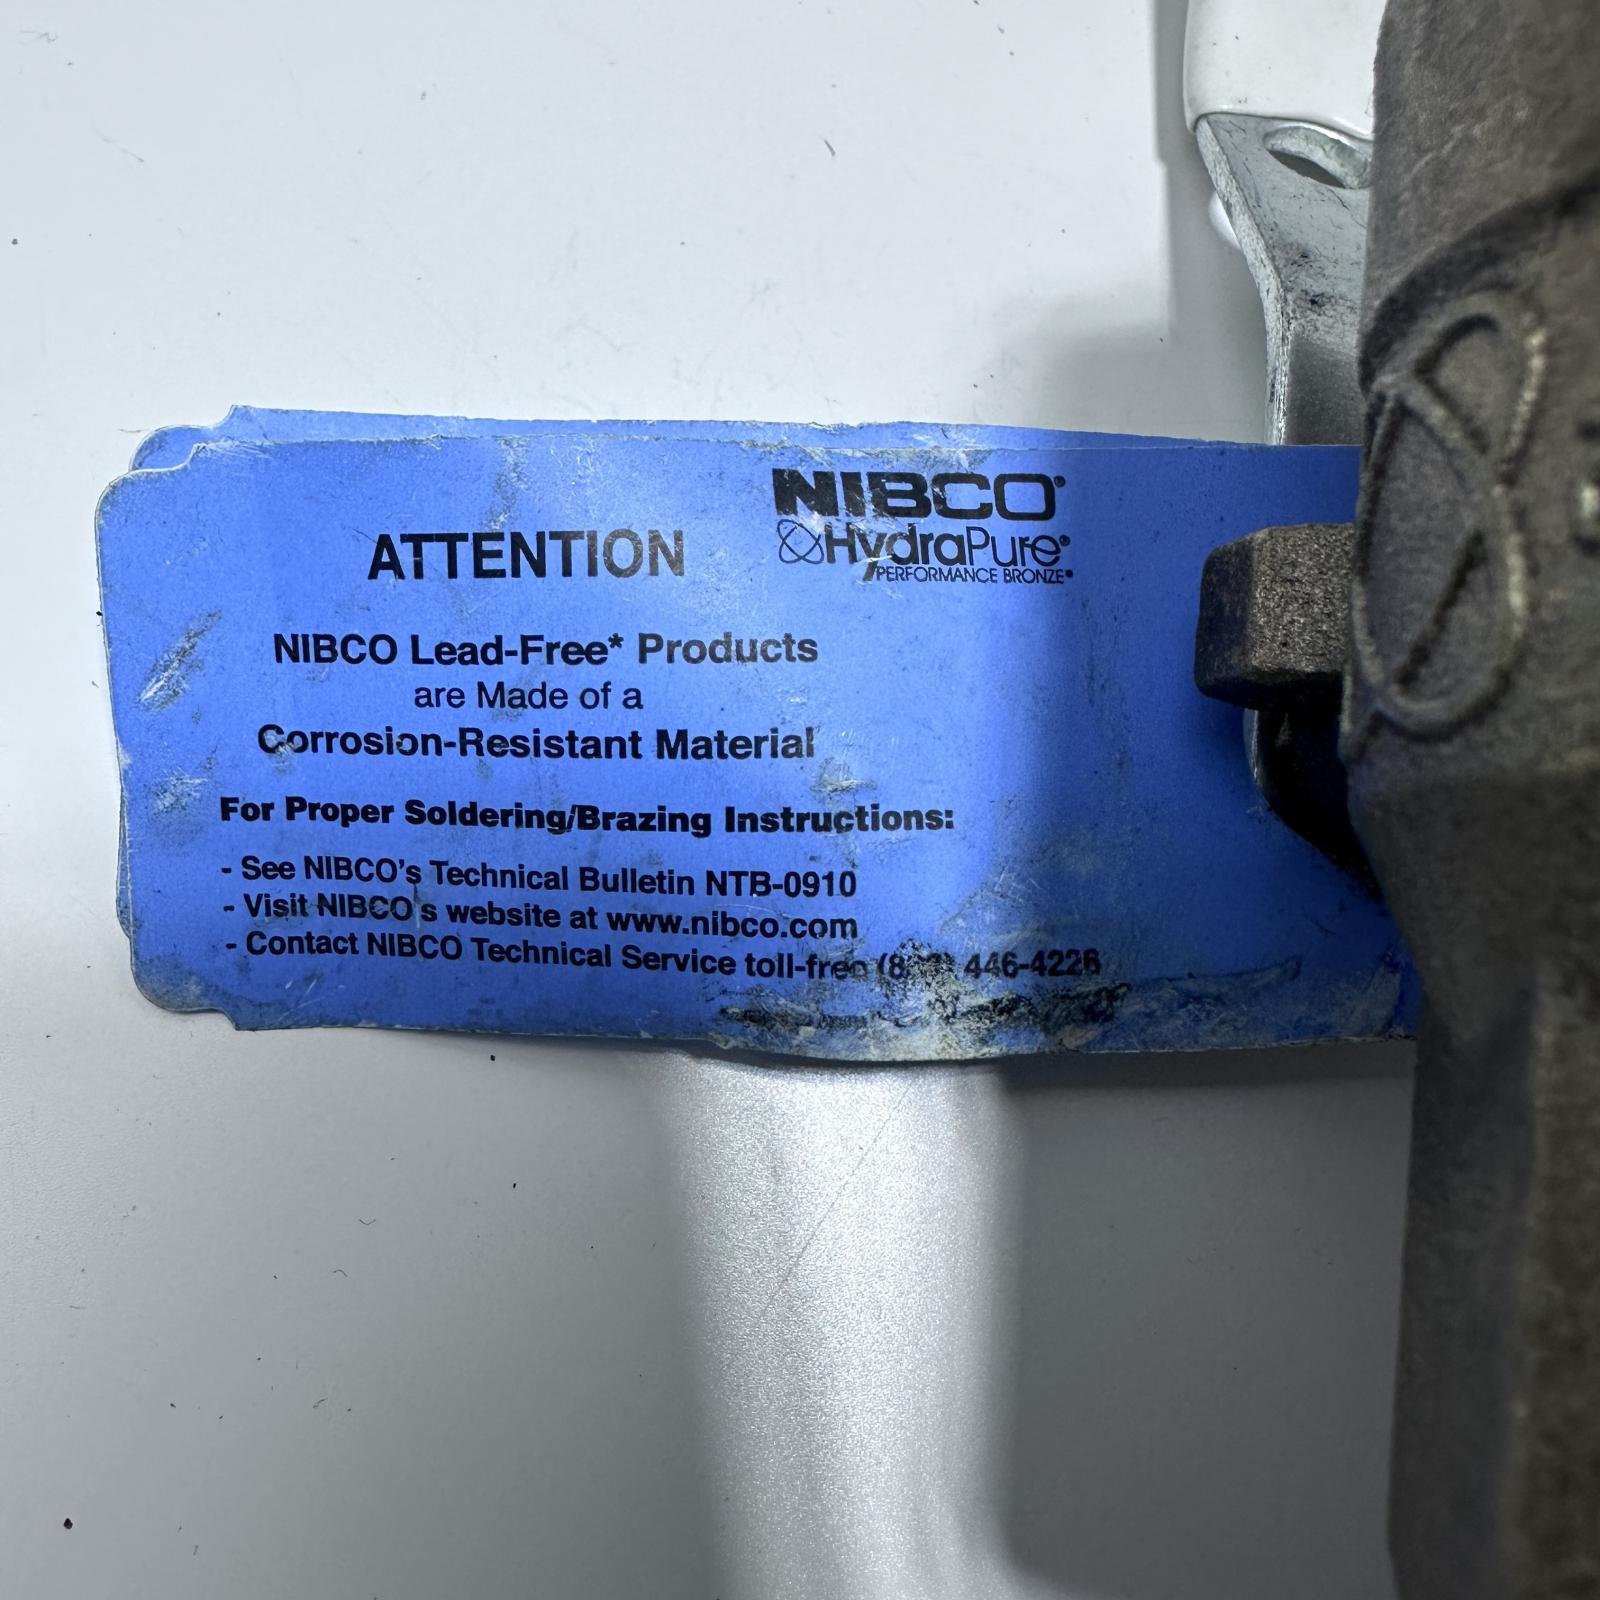 NIBCO®
HydraPure®
PERFORMANCE BRONZE®
ATTENTION
NIBCO Lead-Free* Products
are Made of a
Corrosion-Resistant Material
For Proper Soldering/Brazing Instructions:
- See NIBCO's Technical Bulletin NTB-0910
- Visit NIBCO's website at www.nibco.com
- Contact NIBCO Technical Service toll-free 446-4226